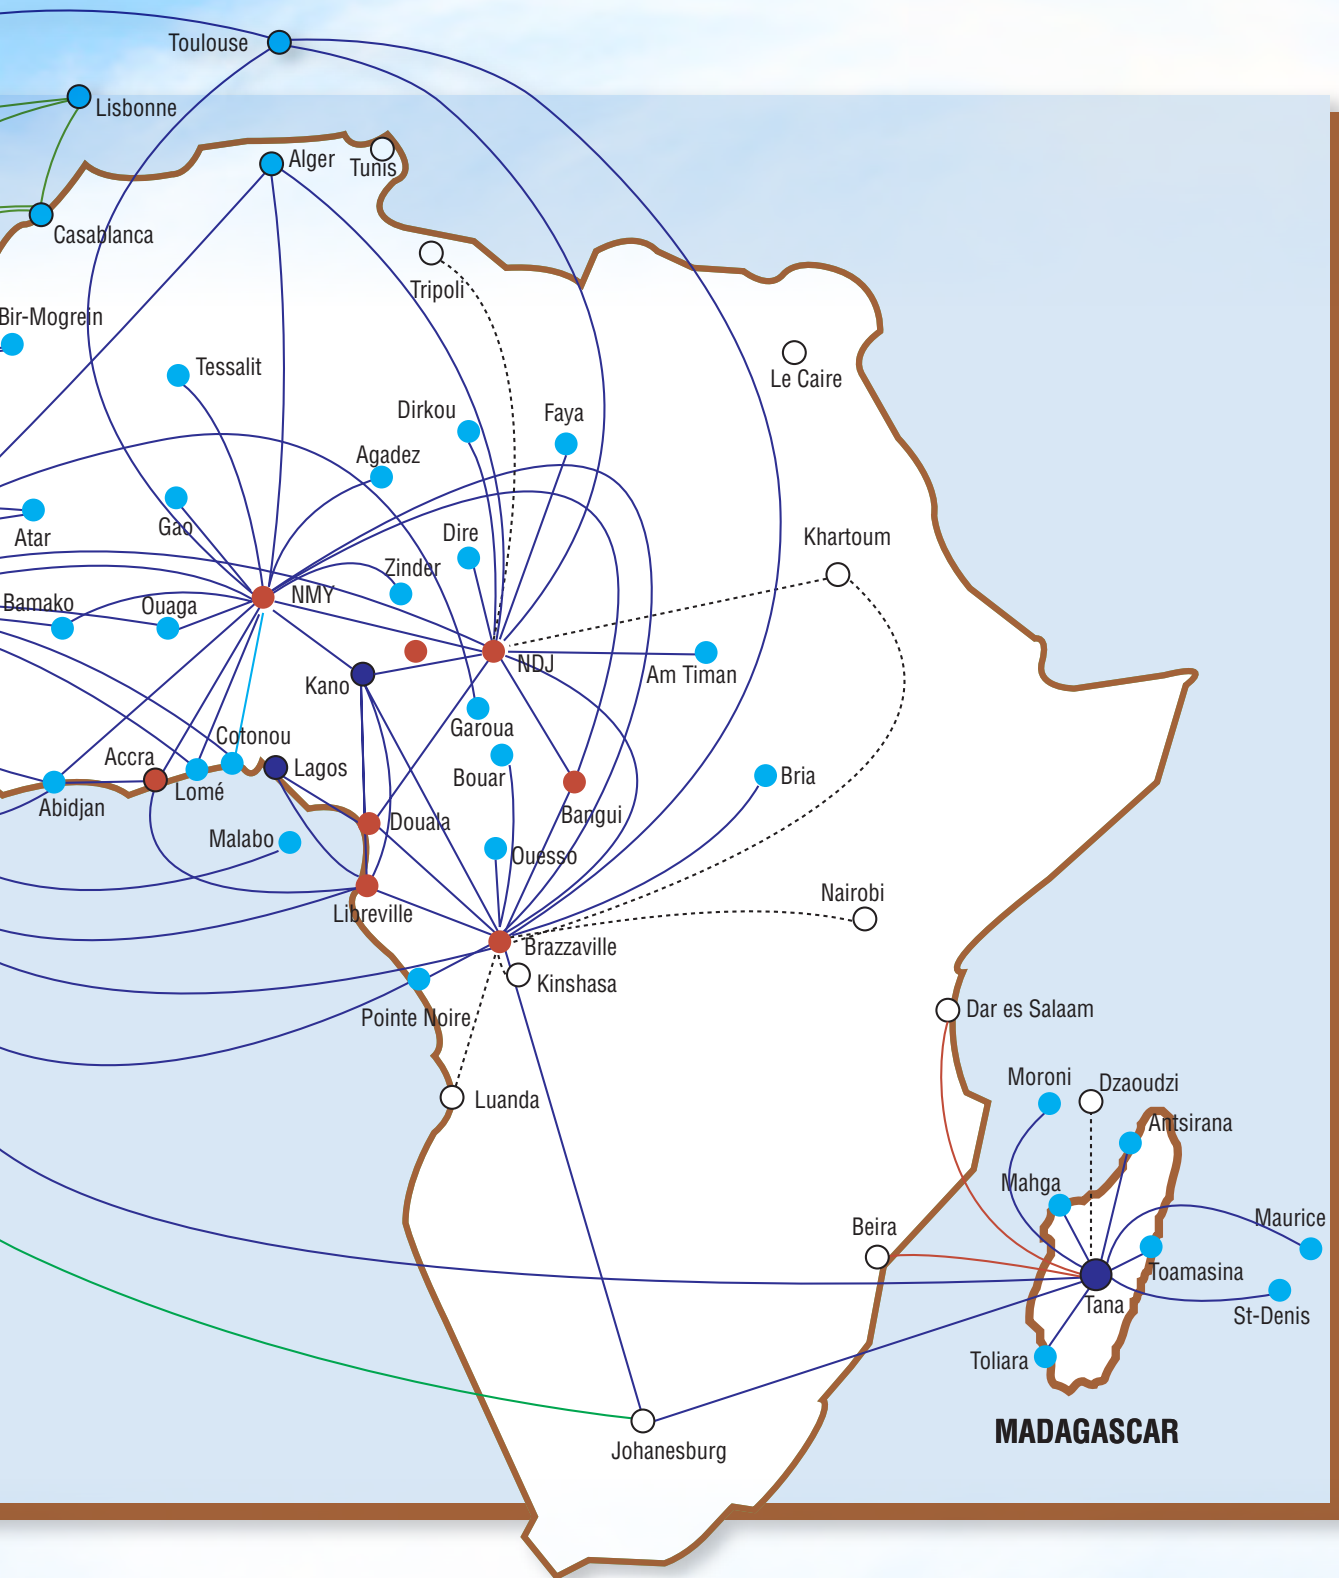 Toulouse
Lisbonne
Alger
Tunis
Casablanca
Tripoli
Bir-Mogrein
Tessalit
Le Caire
Dirkou
Faya
Agadez
Gao
Atar
Dire
Khartoum
Zinder
NMY
Bamako
Ouaga
NDJ
Am Timan
Kano
Garoua
Cotonou
Accra
Lagos
Bouar
Bria
Lomé
Abidjan
Bangui
Douala
Malabo
Ouesso
Nairobi
Libreville
Brazzaville
Kinshasa
Pointe Noire
Dar es Salaam
Moroni
Dzaoudzi
Luanda
Antsirana
Mahga
Maurice
Beira
Toamasina
Tana
St-Denis
Toliara
MADAGASCAR
Johanesburg